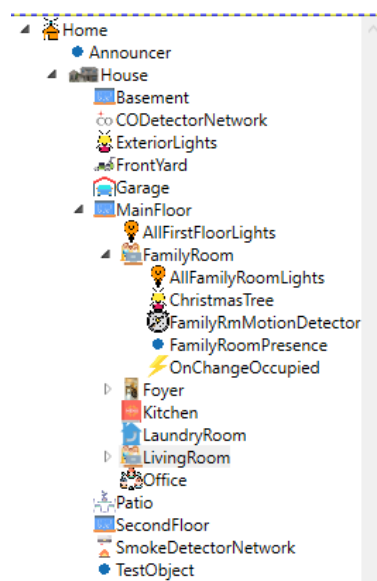 Home
Announcer
House
Basement
CODetectorNetwork
ExteriorLights
FrontYard
Garage
MainFloor
AllFirstFloorLights
FamilyRoom
AllFamilyRoomLights
ChristmasTree
FamilyRmMotionDetector
FamilyRoomPresence
OnChangeOccupied
Foyer
Kitchen
LaundryRoom
LivingRoom
Office
Patio
SecondFloor
SmokeDetectorNetwork
TestObject